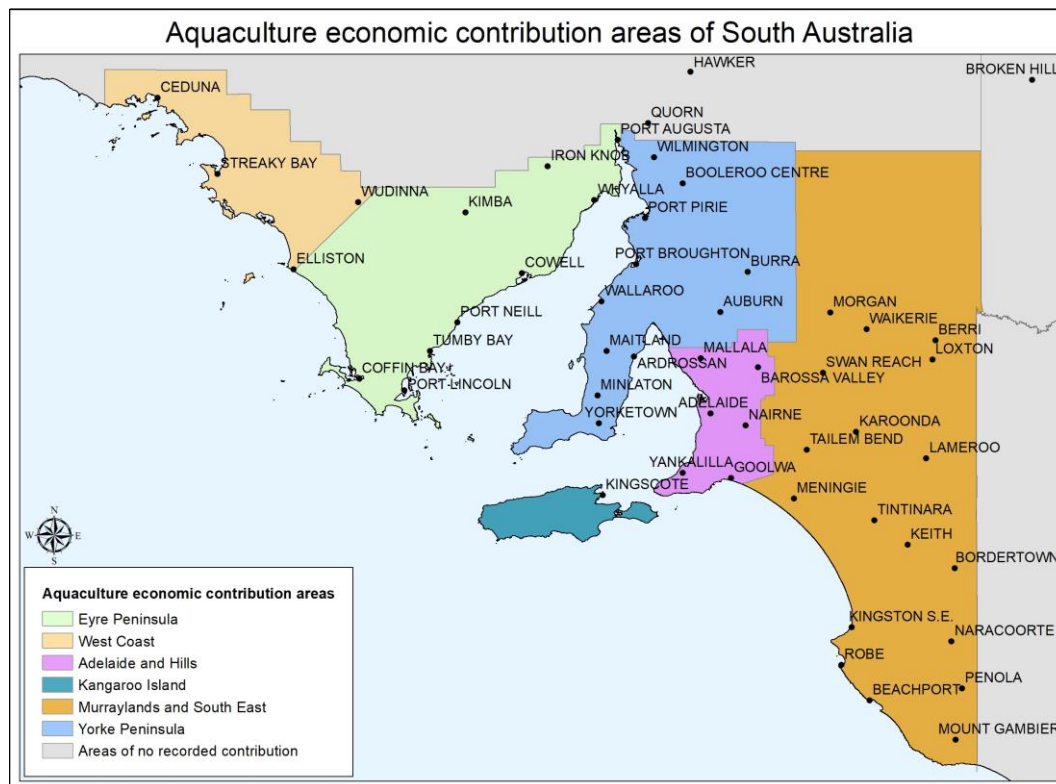 Aquaculture economic contribution areas of South Australia
HAWKER
BROKEN HILL
CEDUNA
QUORN
PORT AUGUSTA
WILMINGTON
IRON KNOB
STREAKY BAY
BOOLEROO CENTRE
WUDINNA
WHYALLA
KIMBA
PORT PIRIE
PORT BROUGHTON
ELLISTON
COWELL
BURRA
WALLAROO
AUBURN
MORGAN
PORT NEILL
WAIKERIE
BERRI
TUMBY BAY
MAITLAND
MALLALA
LOXTON
ARDROSSAN
SWAN REACH
COFFIN BAY
BAROSSA VALLEY
PORT LINCOLN
MINLATON
ADELAIDE
YORKETOWN
NAIRNE
KAROONDA
TAILEM BEND
LAMEROO
YANKALILLA
GOOLWA
KINGSCOTE
MENINGIE
TINTINARA
KEITH
BORDERTOWN
KINGSTON S.E.
NARACOORTE
ROBE
PENOLA
BEACHPORT
MOUNT GAMBIER
N
W
E
S
Aquaculture economic contribution areas
Eyre Peninsula
West Coast
Adelaide and Hills
Kangaroo Island
Murraylands and South East
Yorke Peninsula
Areas of no recorded contribution